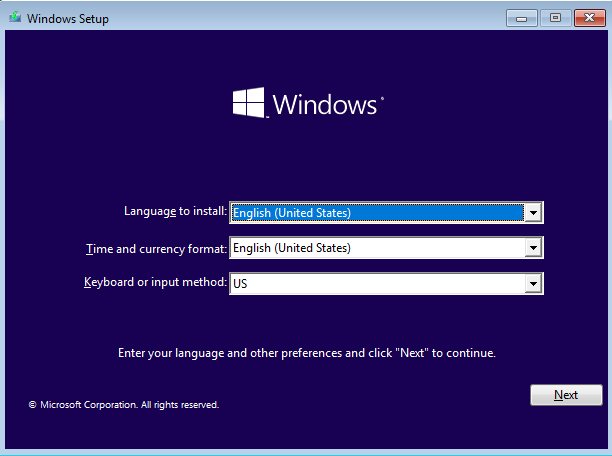 Windows Setup
Windows®
Language to install: English (United States)
Time and currency format: English (United States)
Keyboard or input method: US
Enter your language and other preferences and click "Next" to continue.
Next
© Microsoft Corporation. All rights reserved.